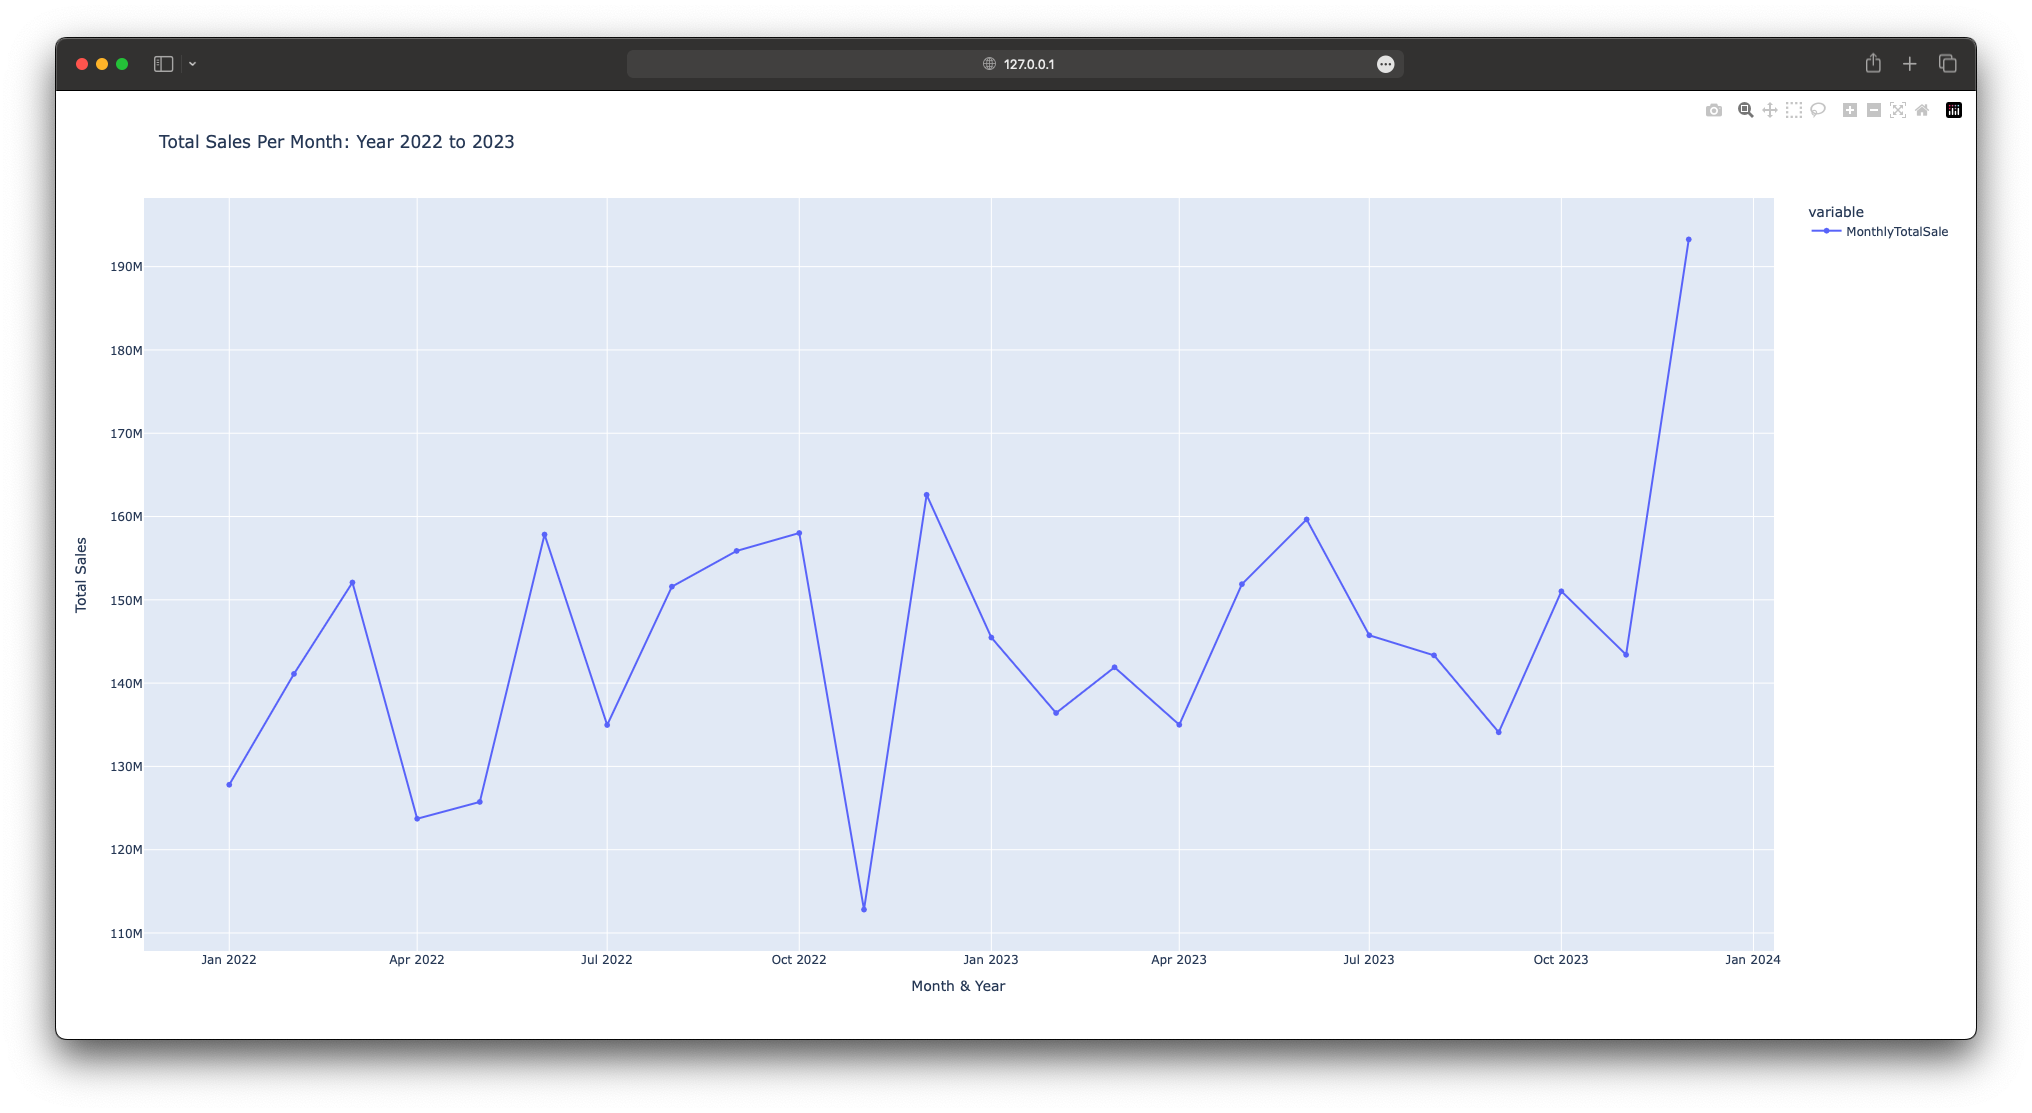 127.0.0.1
Total Sales Per Month: Year 2022 to 2023
variable
MonthlyTotalSale
190M
180M
170M
160M
150M
140M
130M
120M
110M
Total Sales
Jan 2022 Apr 2022 Jul 2022 Oct 2022 Jan 2023 Apr 2023 Jul 2023 Oct 2023 Jan 2024
Month & Year